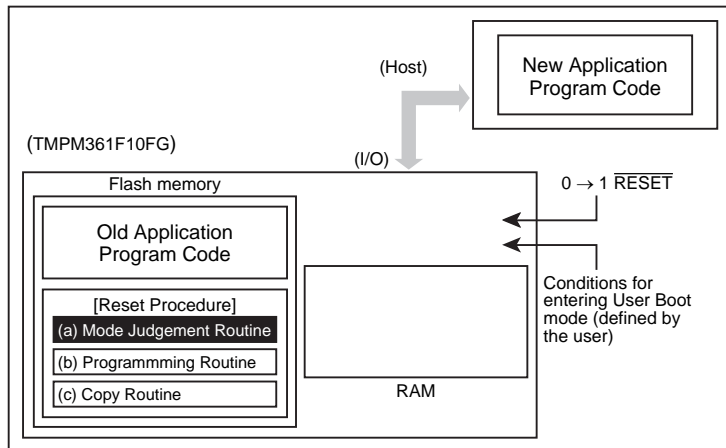 (Host)
New Application
Program Code
(TMPM361F10FG)
(I/O)
Flash memory
0 → 1 RESET
Old Application
Program Code
[Reset Procedure]
(a) Mode Judgement Routine
(b) Programmming Routine
(c) Copy Routine
RAM
Conditions for
entering User Boot
mode (defined by
the user)